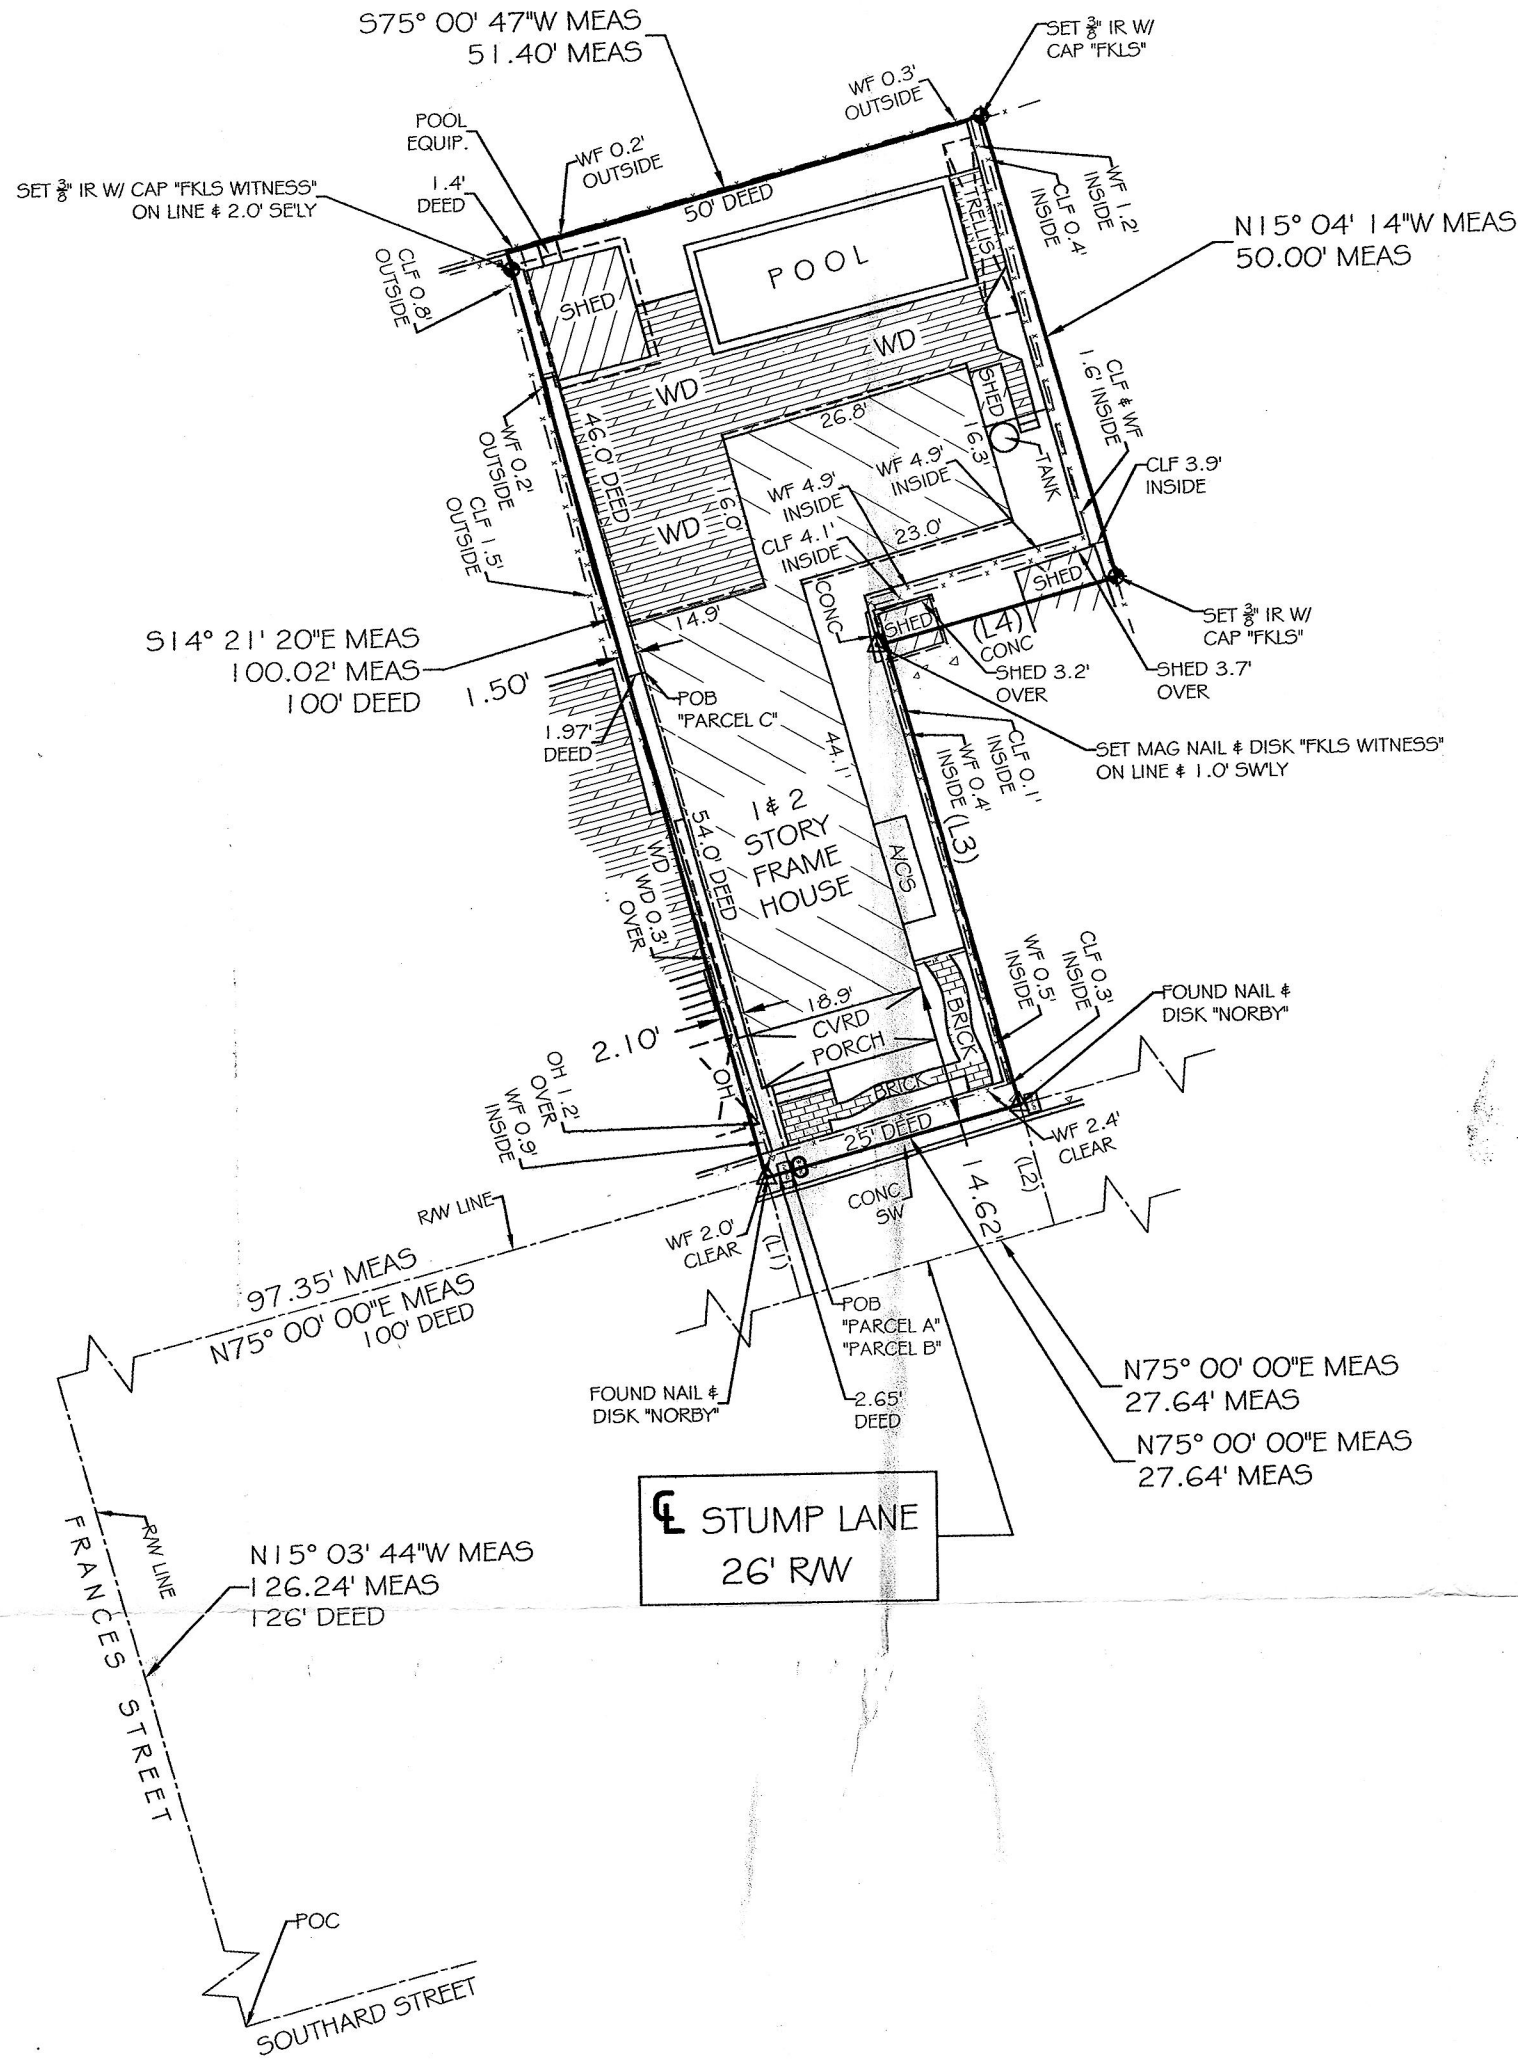 S75° 00' 47"W MEAS
51.40' MEAS
SET 3/8" IR W/
CAP "FKLS"
WF 0.3'
OUTSIDE
POOL
EQUIP.
WF 0.2'
OUTSIDE
SET 3/8" IR W/ CAP "FKLS WITNESS"
ON LINE & 2.0' SE'LY
1.4'
DEED
50' DEED
WF 1.2'
INSIDE
CLF 0.4'
INSIDE
TRELLIS
N15° 04' 14"W MEAS
50.00' MEAS
POOL
CLF 0.8'
OUTSIDE
SHED
WD
WD
SHED
CLF & WF
1.6' INSIDE
26.8'
16.3'
46.0' DEED
WF 0.2'
OUTSIDE
TANK
CLF 3.9'
INSIDE
WF 4.9'
INSIDE
WF 4.9'
INSIDE
16.0'
WD
CLF 4.1'
INSIDE
23.0'
CLF 1.5'
OUTSIDE
SHED
CONC
SHED
(L4)
CONC
SET 3/8" IR W/
CAP "FKLS"
14.9'
S14° 21' 20"E MEAS
100.02' MEAS
100' DEED
1.50'
SHED 3.2'
OVER
SHED 3.7'
OVER
POB
"PARCEL C"
1.97'
DEED
44.1'
CLF 0.1'
INSIDE
WF 0.4'
INSIDE
(L3)
SET MAG NAIL & DISK "FKLS WITNESS"
ON LINE & 1.0' SW'LY
1 & 2
STORY
FRAME
HOUSE
54.0' DEED
A/C'S
WD
WD 0.3'
OVER
CLF 0.3'
INSIDE
WF 0.5'
INSIDE
FOUND NAIL &
DISK "NORBY"
18.9'
CVRD
PORCH
BRICK
2.10'
OH
BRICK
OH 1.2'
OVER
WF 0.9'
INSIDE
25' DEED
WF 2.4'
CLEAR
14.62'
(L2)
CONC
SW
R/W LINE
WF 2.0'
CLEAR
(L1)
97.35' MEAS
N75° 00' 00"E MEAS
100' DEED
POB
"PARCEL A"
"PARCEL B"
FOUND NAIL &
DISK "NORBY"
2.65'
DEED
N75° 00' 00"E MEAS
27.64' MEAS
N75° 00' 00"E MEAS
27.64' MEAS
CL STUMP LANE
26' R/W
R/W LINE
FRANCES STREET
N15° 03' 44"W MEAS
126.24' MEAS
126' DEED
POC
SOUTHARD STREET